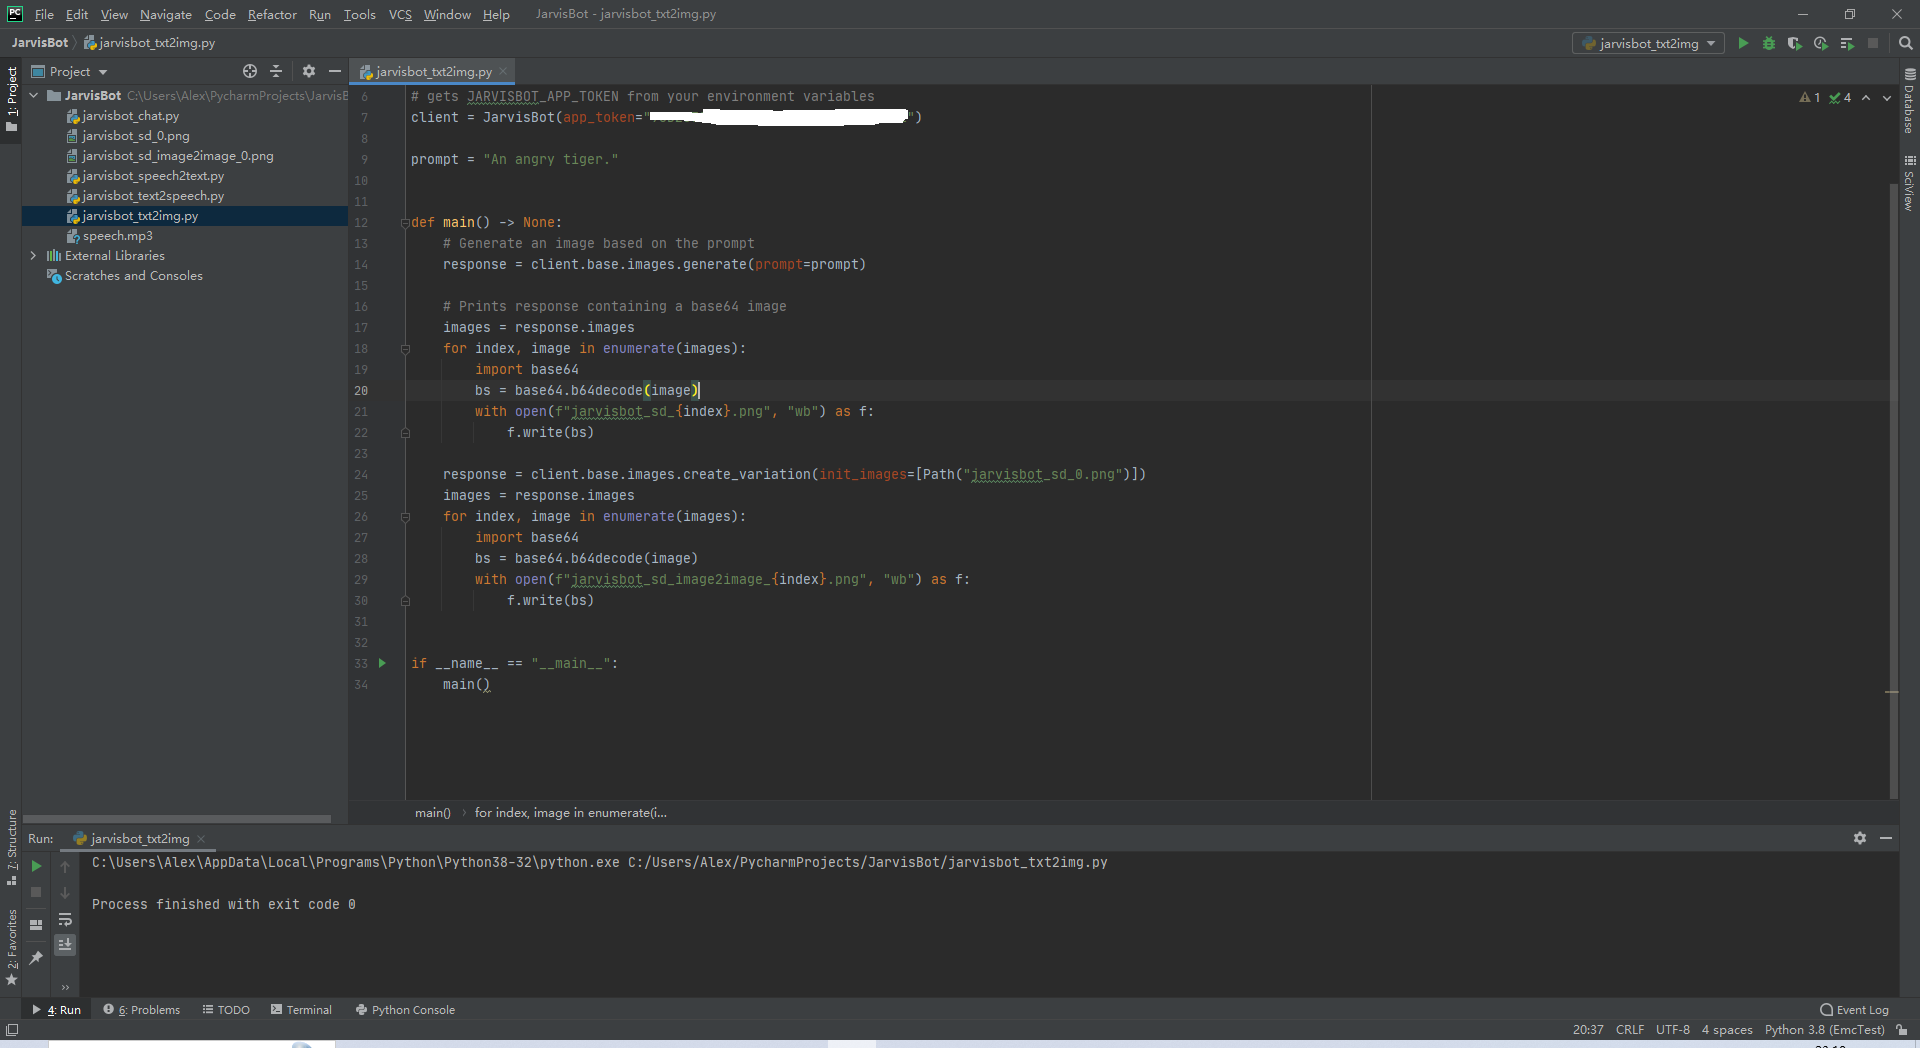 File Edit View Navigate Code Refactor Run Tools VCS Window Help JarvisBot - jarvisbot_txt2img.py
JarvisBot jarvisbot_txt2img.py jarvisbot_txt2img
1: Project
Project
jarvisbot_txt2img.py
JarvisBot C:\Users\Alex\PycharmProjects\JarvisB
jarvisbot_chat.py
jarvisbot_sd_0.png
jarvisbot_sd_image2image_0.png
jarvisbot_speech2text.py
jarvisbot_text2speech.py
jarvisbot_txt2img.py
speech.mp3
External Libraries
Scratches and Consoles
1 4
6 # gets JARVISBOT_APP_TOKEN from your environment variables
7 client = JarvisBot(app_token=" ")
8
9 prompt = "An angry tiger."
10
11
12 def main() -> None:
13 # Generate an image based on the prompt
14 response = client.base.images.generate(prompt=prompt)
15
16 # Prints response containing a base64 image
17 images = response.images
18 for index, image in enumerate(images):
19 import base64
20 bs = base64.b64decode(image)
21 with open(f"jarvisbot_sd_{index}.png", "wb") as f:
22 f.write(bs)
23
24 response = client.base.images.create_variation(init_images=[Path("jarvisbot_sd_0.png")])
25 images = response.images
26 for index, image in enumerate(images):
27 import base64
28 bs = base64.b64decode(image)
29 with open(f"jarvisbot_sd_image2image_{index}.png", "wb") as f:
30 f.write(bs)
31
32
33 if __name__ == "__main__":
34 main()
Database
SciView
main() for index, image in enumerate(i...
7: Structure
2: Favorites
Run: jarvisbot_txt2img
C:\Users\Alex\AppData\Local\Programs\Python\Python38-32\python.exe C:/Users/Alex/PycharmProjects/JarvisBot/jarvisbot_txt2img.py
Process finished with exit code 0
4: Run 6: Problems TODO Terminal Python Console Event Log
20:37 CRLF UTF-8 4 spaces Python 3.8 (EmcTest)